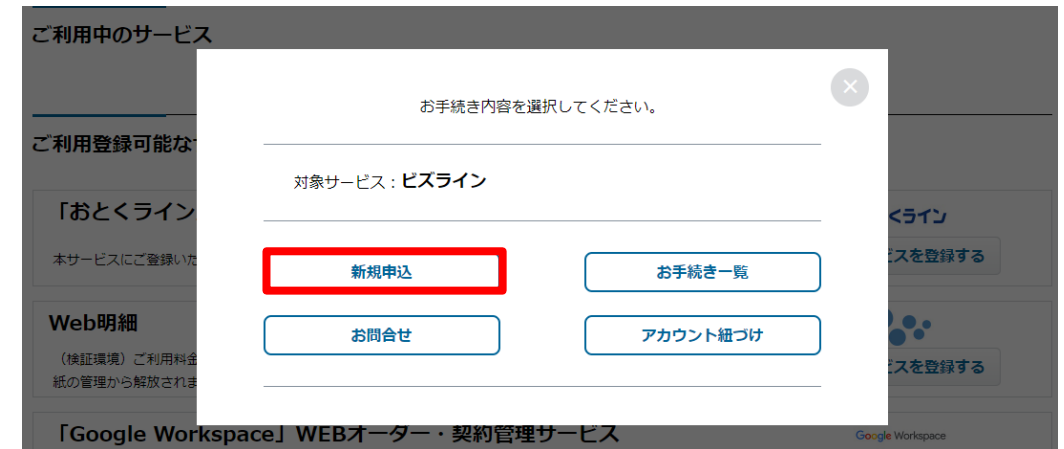 ご利用中のサービス
お手続き内容を選択してください。
ご利用登録可能な
対象サービス：ビズライン
「おとくライン
くライン
本サービスにご登録いた
スを登録する
新規申込
お手続き一覧
Web明細
お問合せ
アカウント紐づけ
（検証環境）ご利用料金
紙の管理から解放されま
スを登録する
「Google Workspace」WEBオーダー・契約管理サービス
Google Workspace